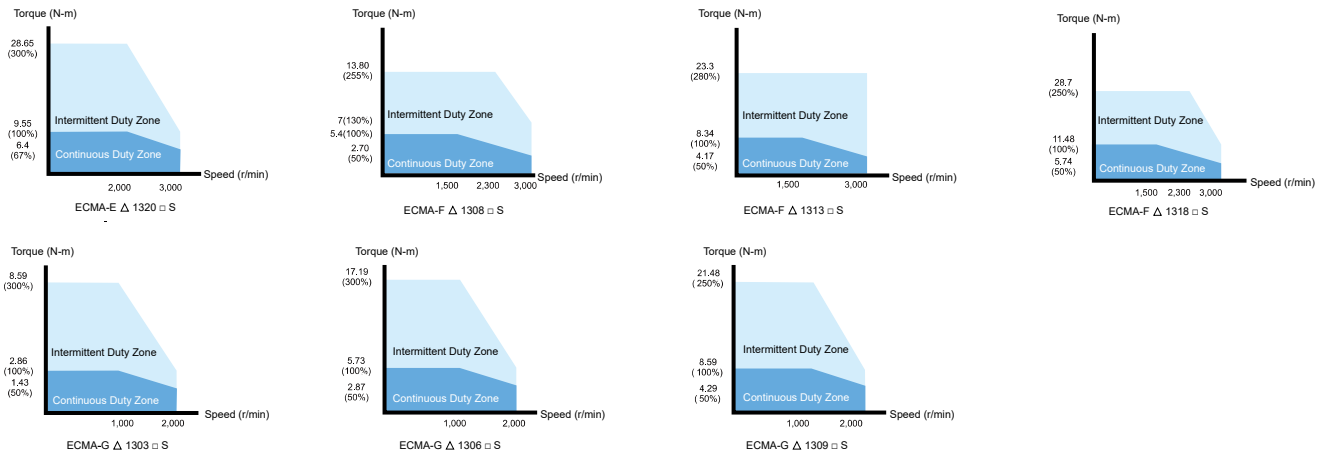 Torque (N-m)
28.65
(300%)
9.55
(100%)
6.4
(67%)
Intermittent Duty Zone
Continuous Duty Zone
2,000
3,000
Speed (r/min)
ECMA-E △ 1320 □ S
Torque (N-m)
13.80
(255%)
7(130%)
5.4(100%)
2.70
(50%)
Intermittent Duty Zone
Continuous Duty Zone
1,500
2,300
3,000
Speed (r/min)
ECMA-F △ 1308 □ S
Torque (N-m)
23.3
(280%)
8.34
(100%)
4.17
(50%)
Intermittent Duty Zone
Continuous Duty Zone
1,500
3,000
Speed (r/min)
ECMA-F △ 1313 □ S
Torque (N-m)
28.7
(250%)
11.48
(100%)
5.74
(50%)
Intermittent Duty Zone
Continuous Duty Zone
1,500
2,300
3,000
Speed (r/min)
ECMA-F △ 1318 □ S
Torque (N-m)
8.59
(300%)
2.86
(100%)
1.43
(50%)
Intermittent Duty Zone
Continuous Duty Zone
1,000
2,000
Speed (r/min)
ECMA-G △ 1303 □ S
Torque (N-m)
17.19
(300%)
5.73
(100%)
2.87
(50%)
Intermittent Duty Zone
Continuous Duty Zone
1,000
2,000
Speed (r/min)
ECMA-G △ 1306 □ S
Torque (N-m)
21.48
( 250%)
8.59
( 100%)
4.29
( 50%)
Intermittent Duty Zone
Continuous Duty Zone
1,000
2,000
Speed (r/min)
ECMA-G △ 1309 □ S